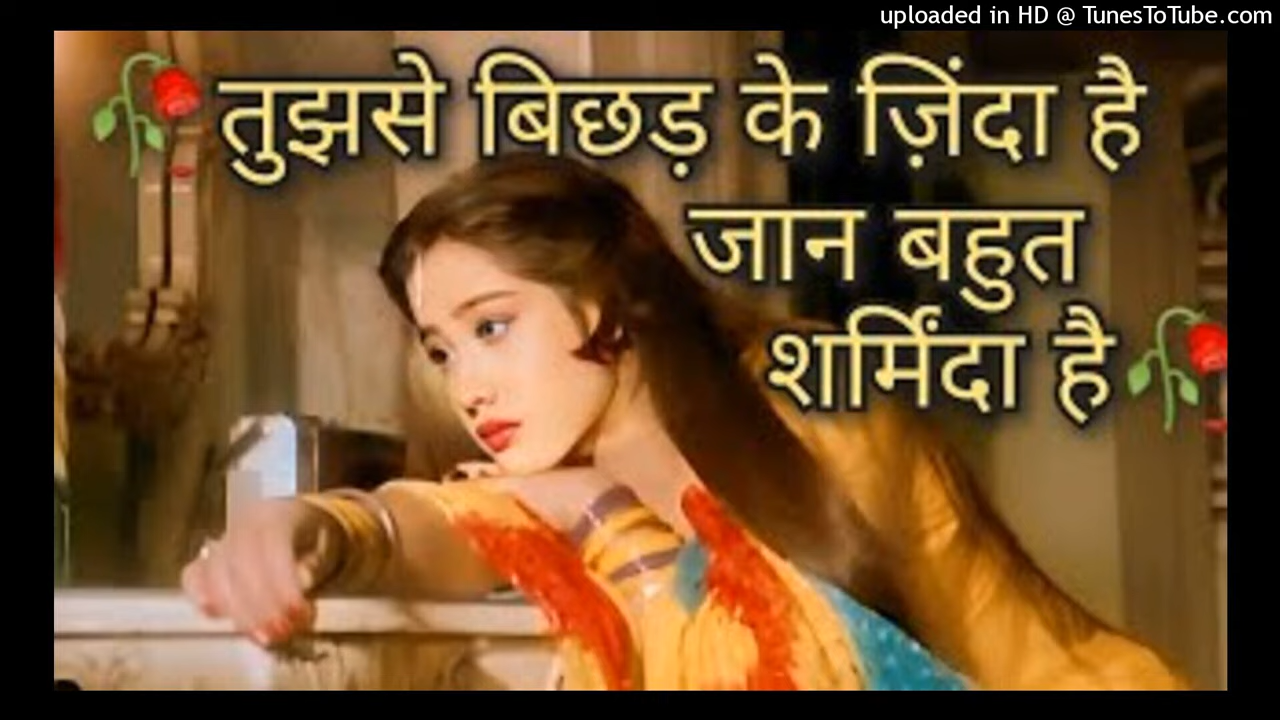 uploaded in HD @ TunesToTube.com
तुझसे बिछड़ के ज़िंदा है
जान बहुत
शर्मिंदा है